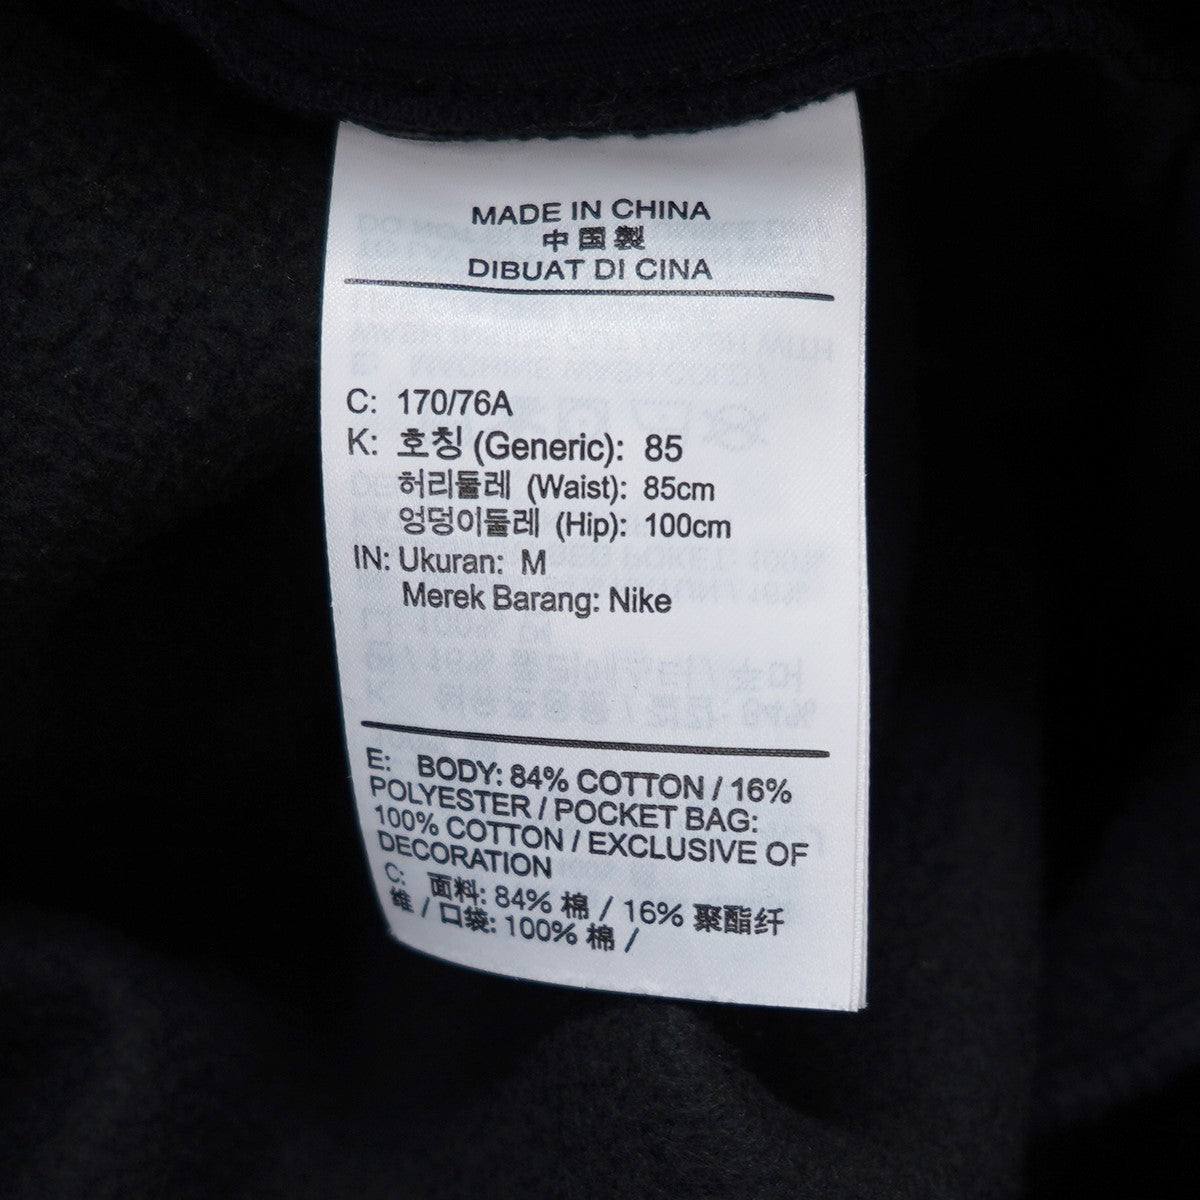 MADE IN CHINA
中国製
DIBUAT DI CINA
C: 170/76A
K: 호칭 (Generic): 85
허리둘레 (Waist): 85cm
엉덩이둘레 (Hip): 100cm
IN: Ukuran: M
Merek Barang: Nike
E: BODY: 84% COTTON / 16%
POLYESTER / POCKET BAG:
100% COTTON / EXCLUSIVE OF
DECORATION
C: 面料: 84% 棉 / 16% 聚酯纤
维 / 口袋: 100% 棉 /